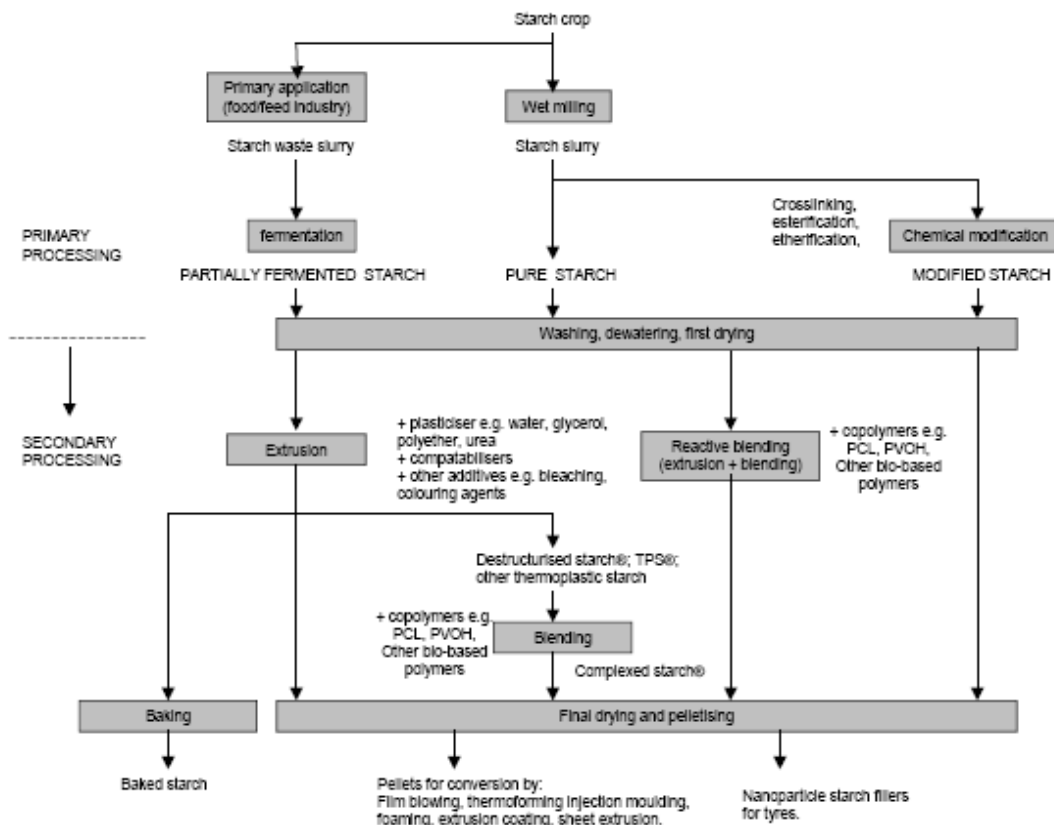 Starch crop
Primary application
(food/feed industry)
Wet milling
Starch waste slurry
Starch slurry
Crosslinking,
esterification,
etherification,
PRIMARY
PROCESSING
fermentation
Chemical modification
PARTIALLY FERMENTED STARCH
PURE STARCH
MODIFIED STARCH
Washing, dewatering, first drying
SECONDARY
PROCESSING
Extrusion
+ plasticiser e.g. water, glycerol,
polyether, urea
+ compatabilisers
+ other additives e.g. bleaching,
colouring agents
Reactive blending
(extrusion + blending)
+ copolymers e.g.
PCL, PVOH,
Other bio-based
polymers
Destructurised starch®; TPS®;
other thermoplastic starch
+ copolymers e.g.
PCL, PVOH,
Other bio-based
polymers
Blending
Complexed starch®
Baking
Final drying and pelletising
Baked starch
Pellets for conversion by:
Film blowing, thermoforming injection moulding,
foaming, extrusion coating, sheet extrusion.
Nanoparticle starch fillers
for tyres.